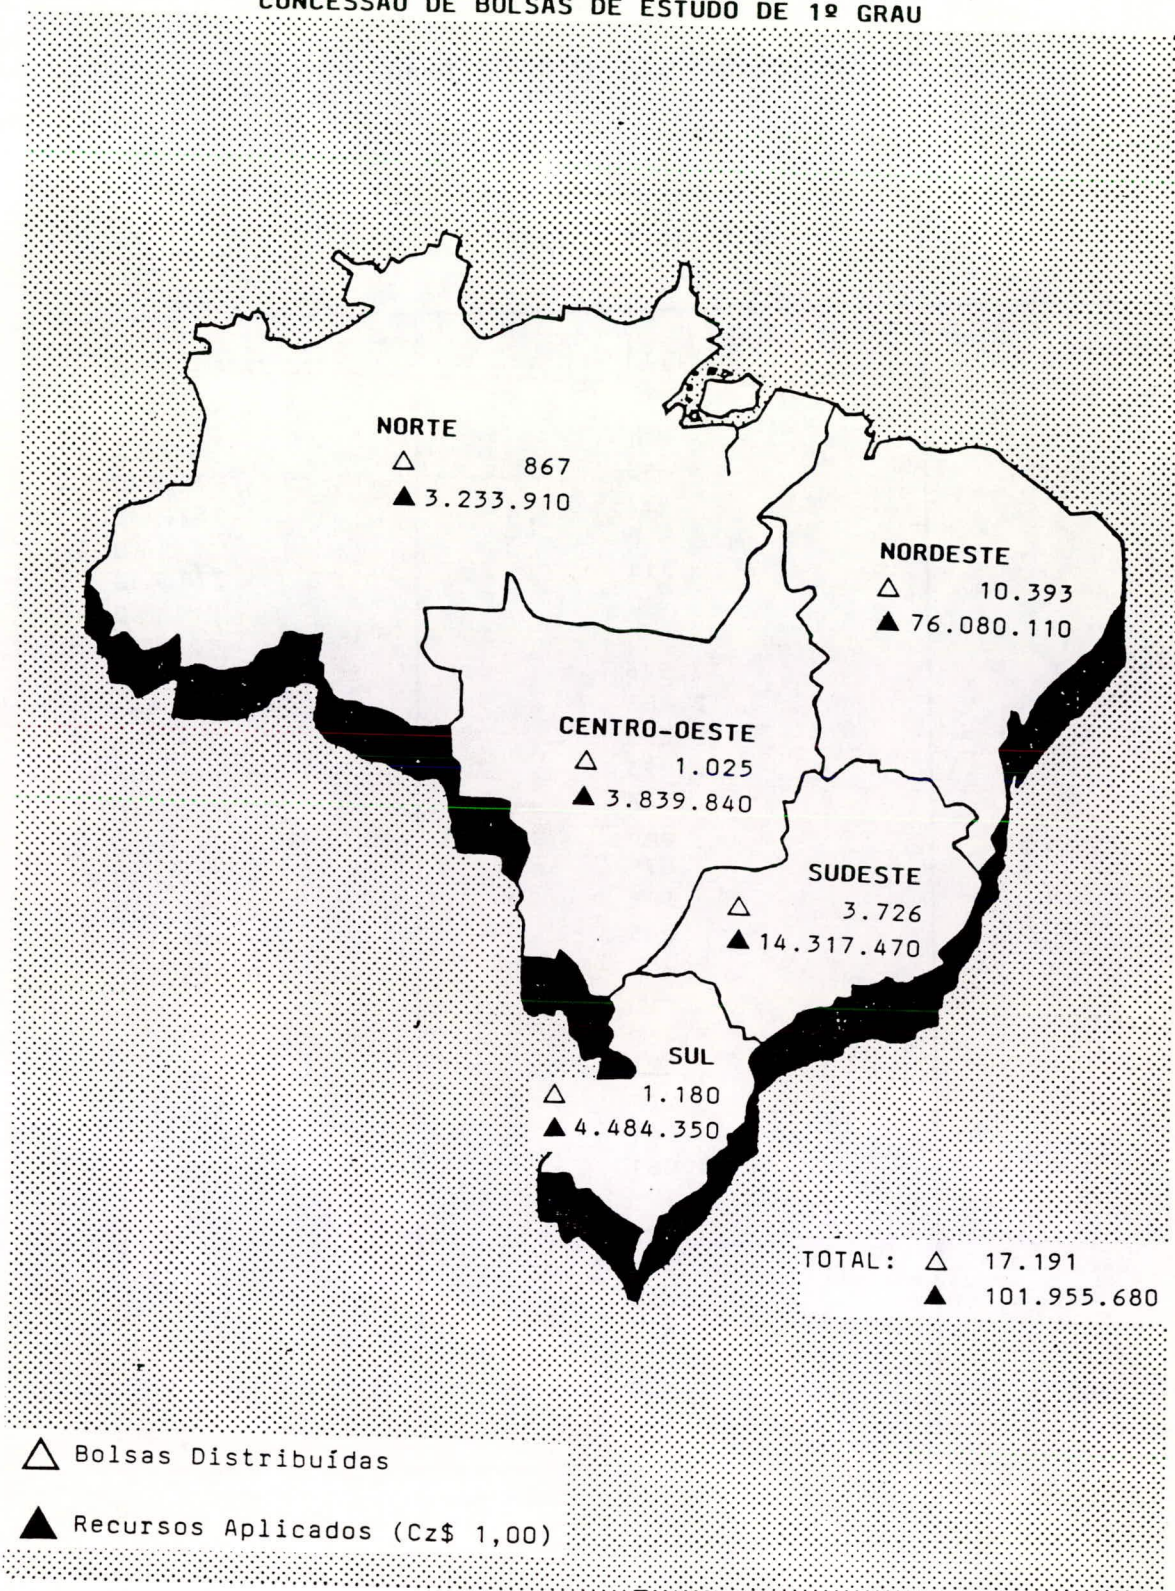 CONCESSÃO DE BOLSAS DE ESTUDO DE 1º GRAU
NORTE
△ 867
▲ 3.233.910
NORDESTE
△ 10.393
▲ 76.080.110
CENTRO-OESTE
△ 1.025
▲ 3.839.840
SUDESTE
△ 3.726
▲ 14.317.470
SUL
△ 1.180
▲ 4.484.350
TOTAL: △ 17.191
▲ 101.955.680
△ Bolsas Distribuídas
▲ Recursos Aplicados (Cz$ 1,00)